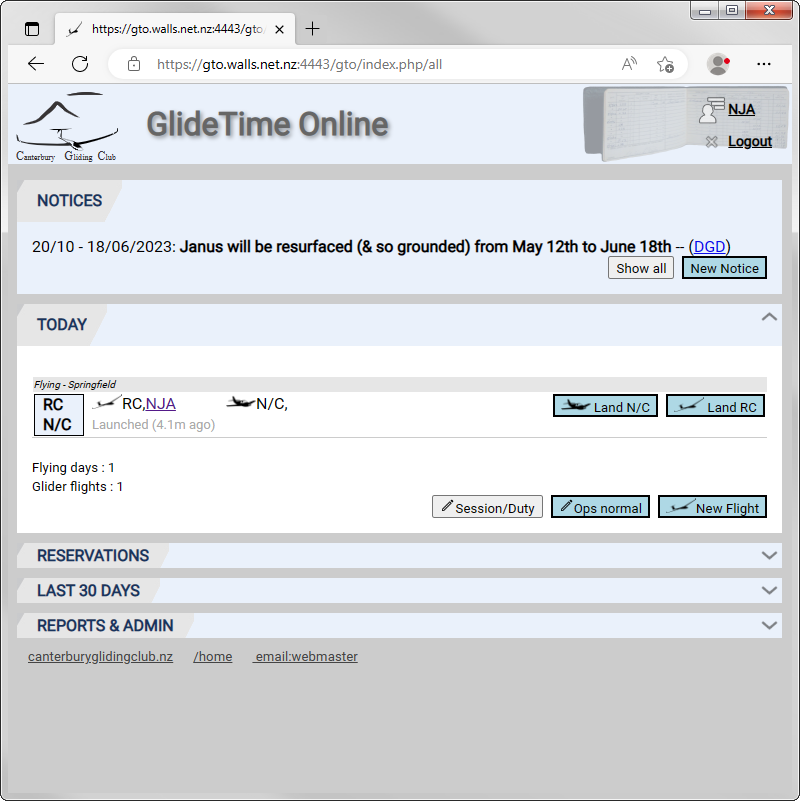 https://gto.walls.net.nz:4443/gto/
https://gto.walls.net.nz:4443/gto/index.php/all
Canterbury Gliding Club
GlideTime Online
NJA
Logout
NOTICES
20/10 - 18/06/2023: Janus will be resurfaced (& so grounded) from May 12th to June 18th -- (DGD)
Show all New Notice
TODAY
Flying - Springfield
RC RC,NJA N/C, Land N/C Land RC
N/C Launched (4.1m ago)
Flying days : 1
Glider flights : 1
Session/Duty Ops normal New Flight
RESERVATIONS
LAST 30 DAYS
REPORTS & ADMIN
canterburyglidingclub.nz /home email:webmaster